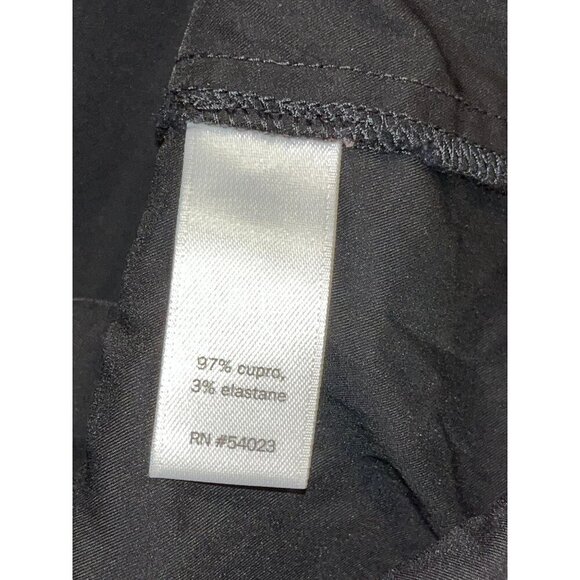 97% cupro,
3% elastane
RN #54023